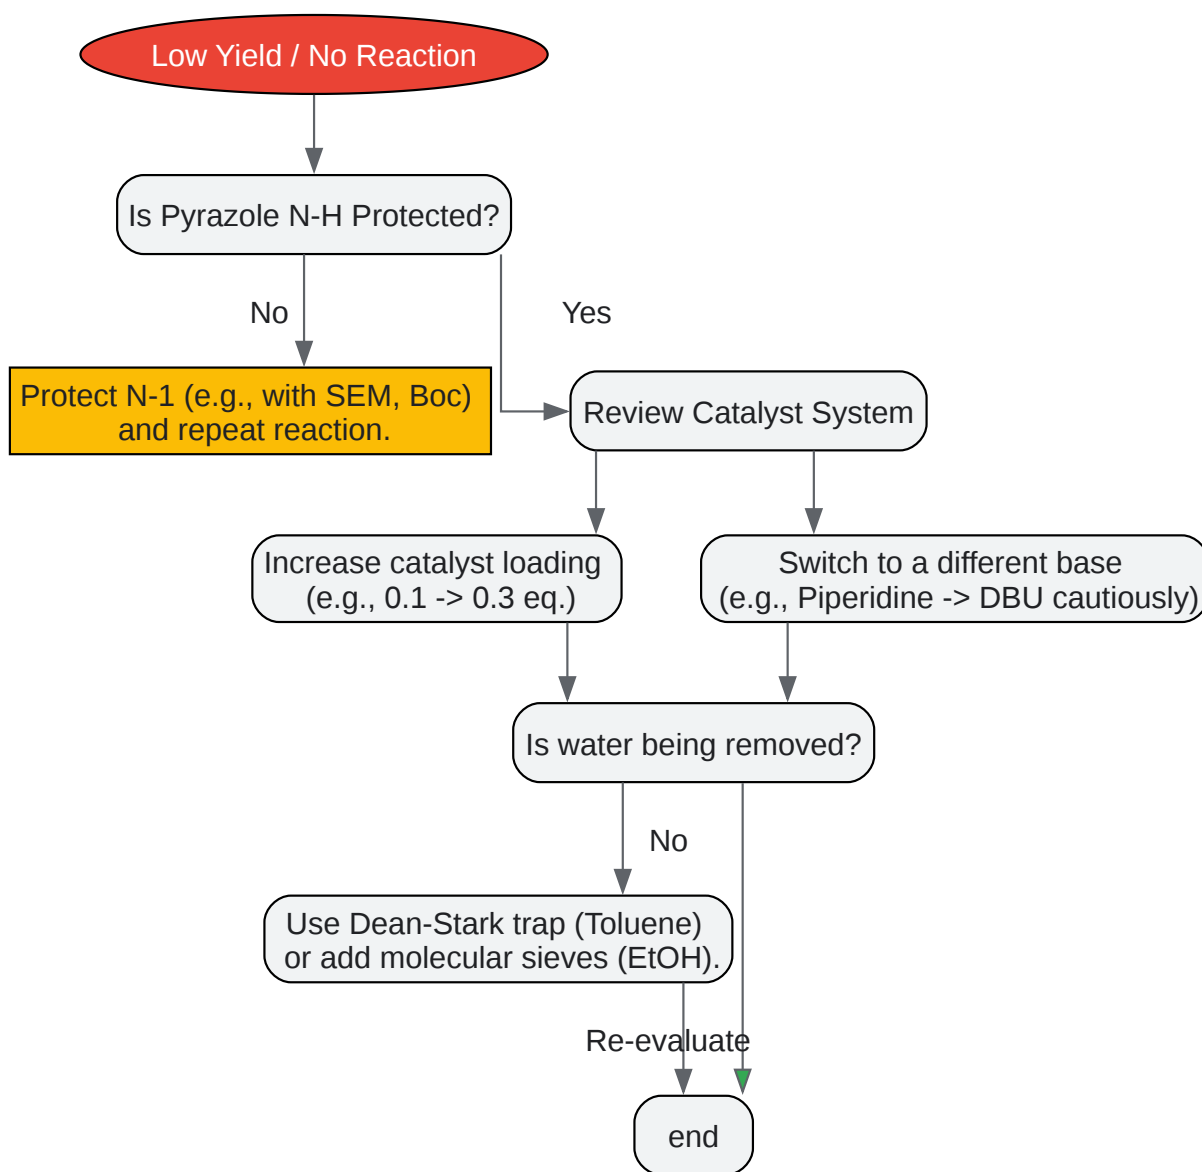 Low Yield / No Reaction
Is Pyrazole N-H Protected?
No
Yes
Protect N-1 (e.g., with SEM, Boc)
and repeat reaction.
Review Catalyst System
Increase catalyst loading
(e.g., 0.1 -> 0.3 eq.)
Switch to a different base
(e.g., Piperidine -> DBU cautiously)
Is water being removed?
No
Use Dean-Stark trap (Toluene)
or add molecular sieves (EtOH).
Re-evaluate
end